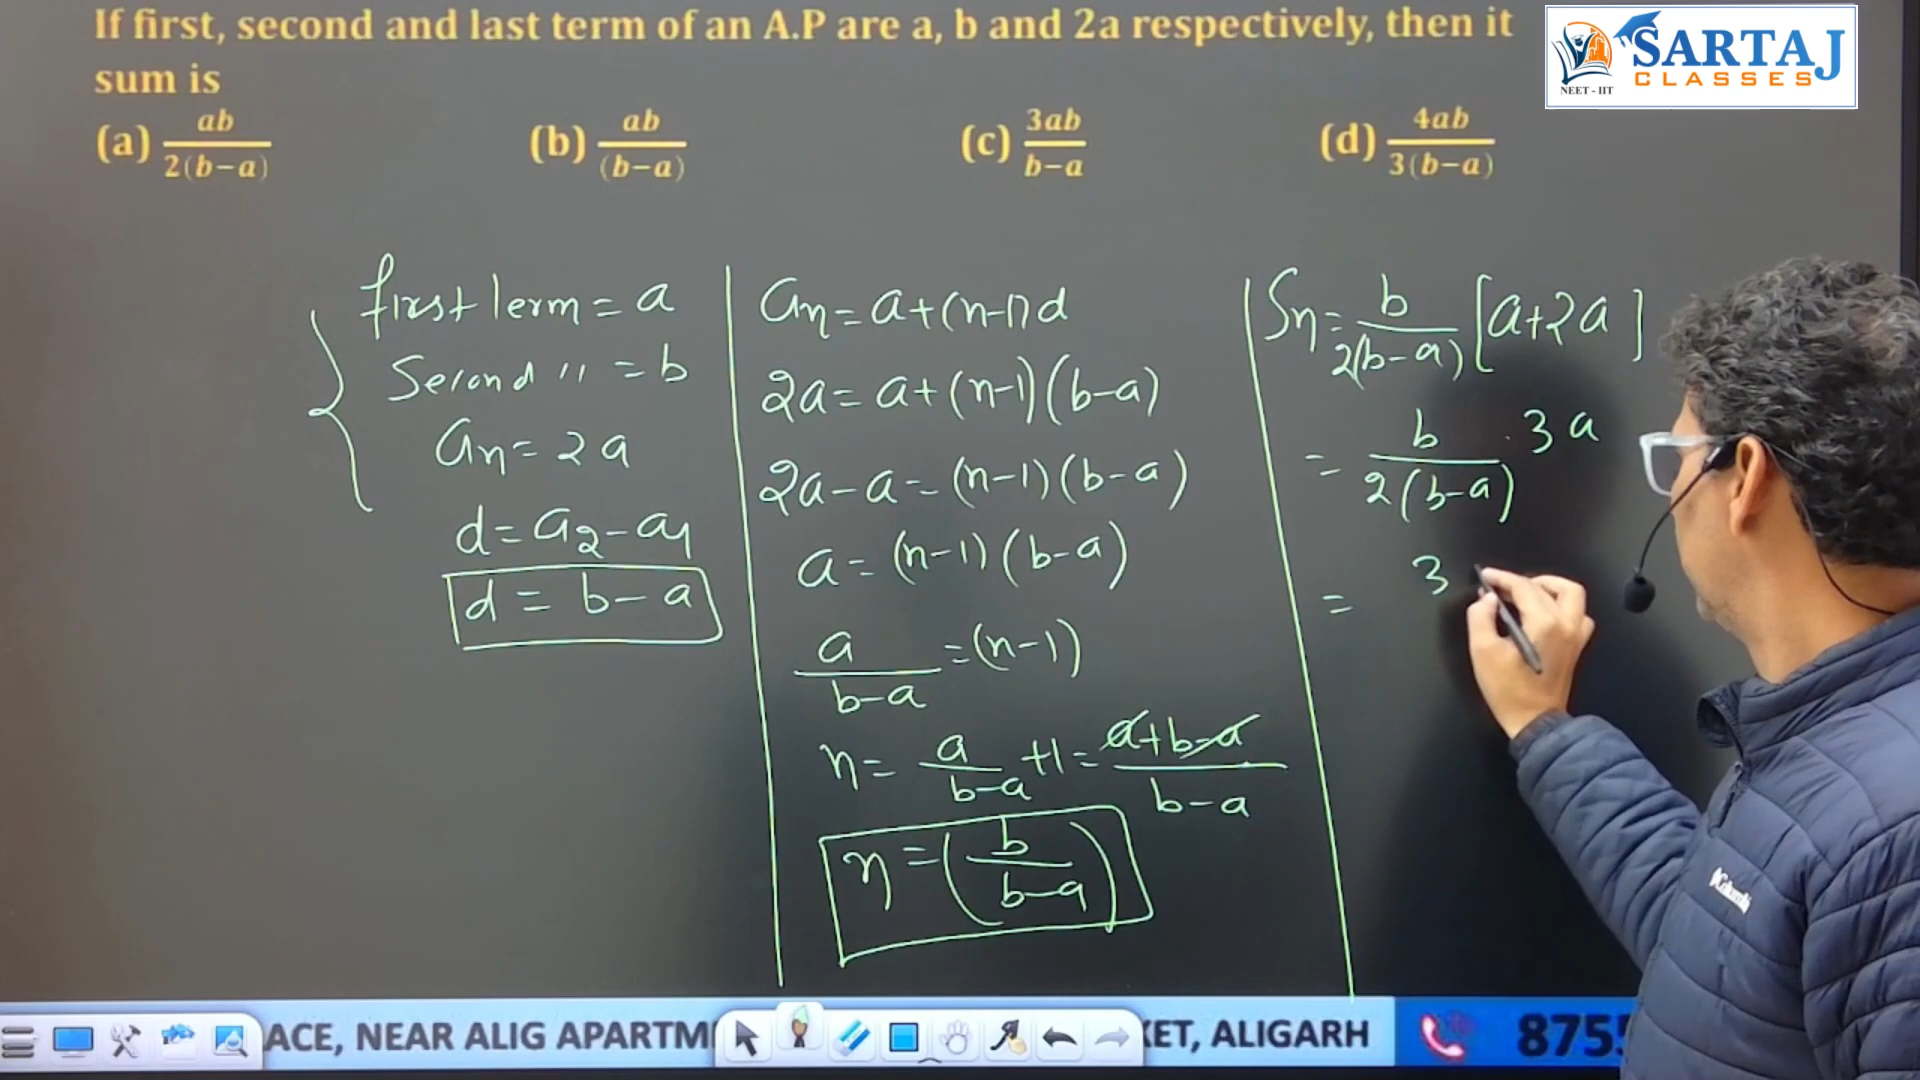 If first, second and last term of an A.P are a, b and 2a respectively, then it
sum is
(a) ab/2(b−a) (b) ab/(b−a) (c) 3ab/b−a (d) 4ab/3(b−a)
SARTAJ
CLASSES
NEET - IIT
first term = a
Second " = b
an = 2a
d = a2 − a1
d = b − a
an = a + (n−1)d
2a = a + (n−1)(b−a)
2a − a = (n−1)(b−a)
a = (n−1)(b−a)
a/b−a = (n−1)
n = a/b−a + 1 = a+b−a/b−a
n = (b/b−a)
Sn = b/2(b−a) [a+2a]
= b/2(b−a) · 3a
= 3
Columbia
ACE, NEAR ALIG APARTM
KET, ALIGARH
875